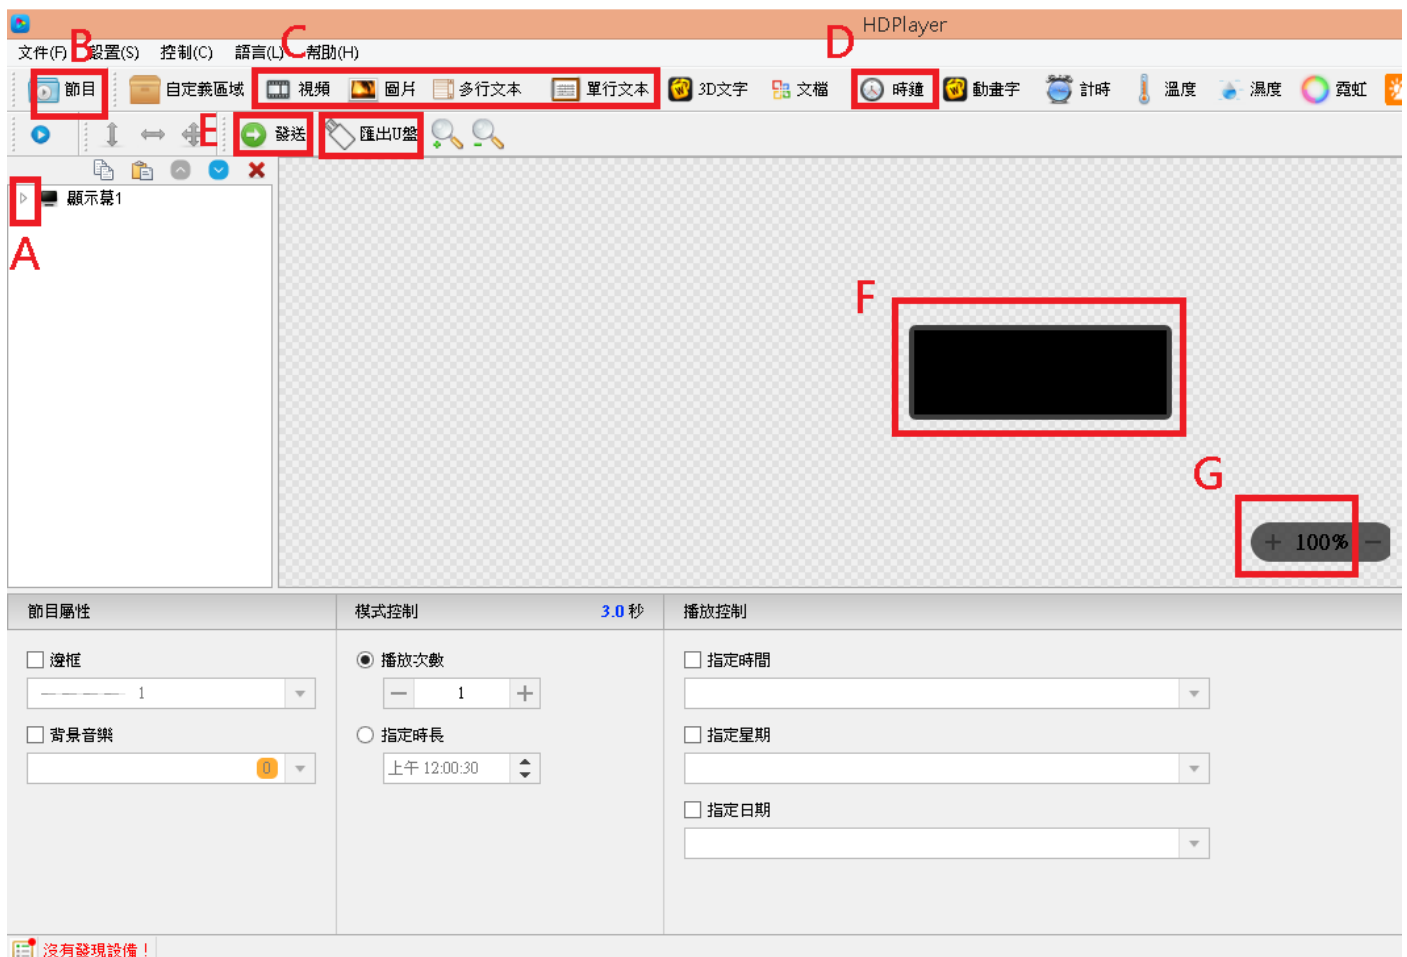 HDPlayer
B C D
文件(F) 設置(S) 控制(C) 語言(L) 幫助(H)
節目 自定義區域 視頻 圖片 多行文本 單行文本 3D文字 文檔 時鐘 動畫字 計時 溫度 濕度 霓虹
E 發送 匯出U盤
顯示幕1
A
F
G
+ 100% −
節目屬性 模式控制 3.0 秒 播放控制
邊框 播放次數 指定時間
1 − 1 +
背景音樂 指定時長 指定星期
0 上午 12:00:30
指定日期
沒有發現設備！